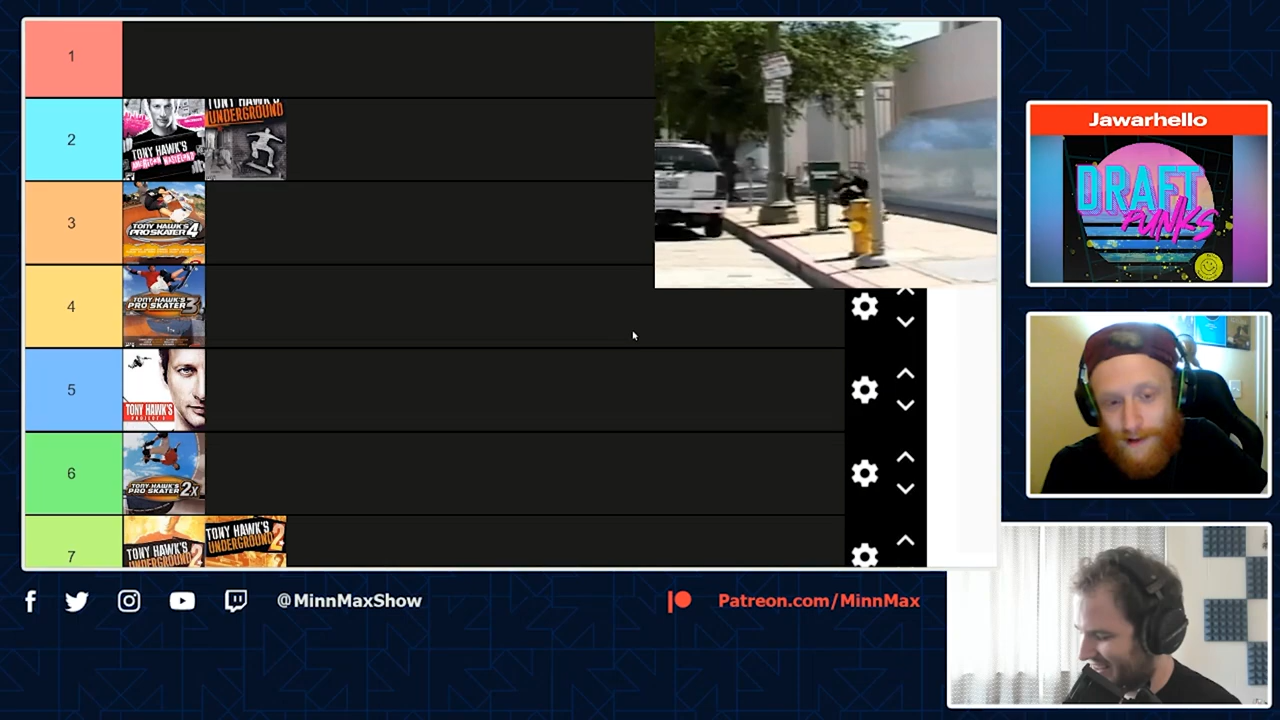 1
2
TONY HAWK'S
AMERICAN WASTELAND
TONY HAWK'S
UNDERGROUND
3
TONY HAWK'S
PRO SKATER 4
4
TONY HAWK'S
PRO SKATER 3
5
TONY HAWK'S
PROJECT 8
6
TONY HAWK'S
PRO SKATER 2x
7
TONY HAWK'S
UNDERGROUND 2
TONY HAWK'S
UNDERGROUND 2
Jawarhello
DRAFT
PUNKS
@MinnMaxShow
Patreon.com/MinnMax